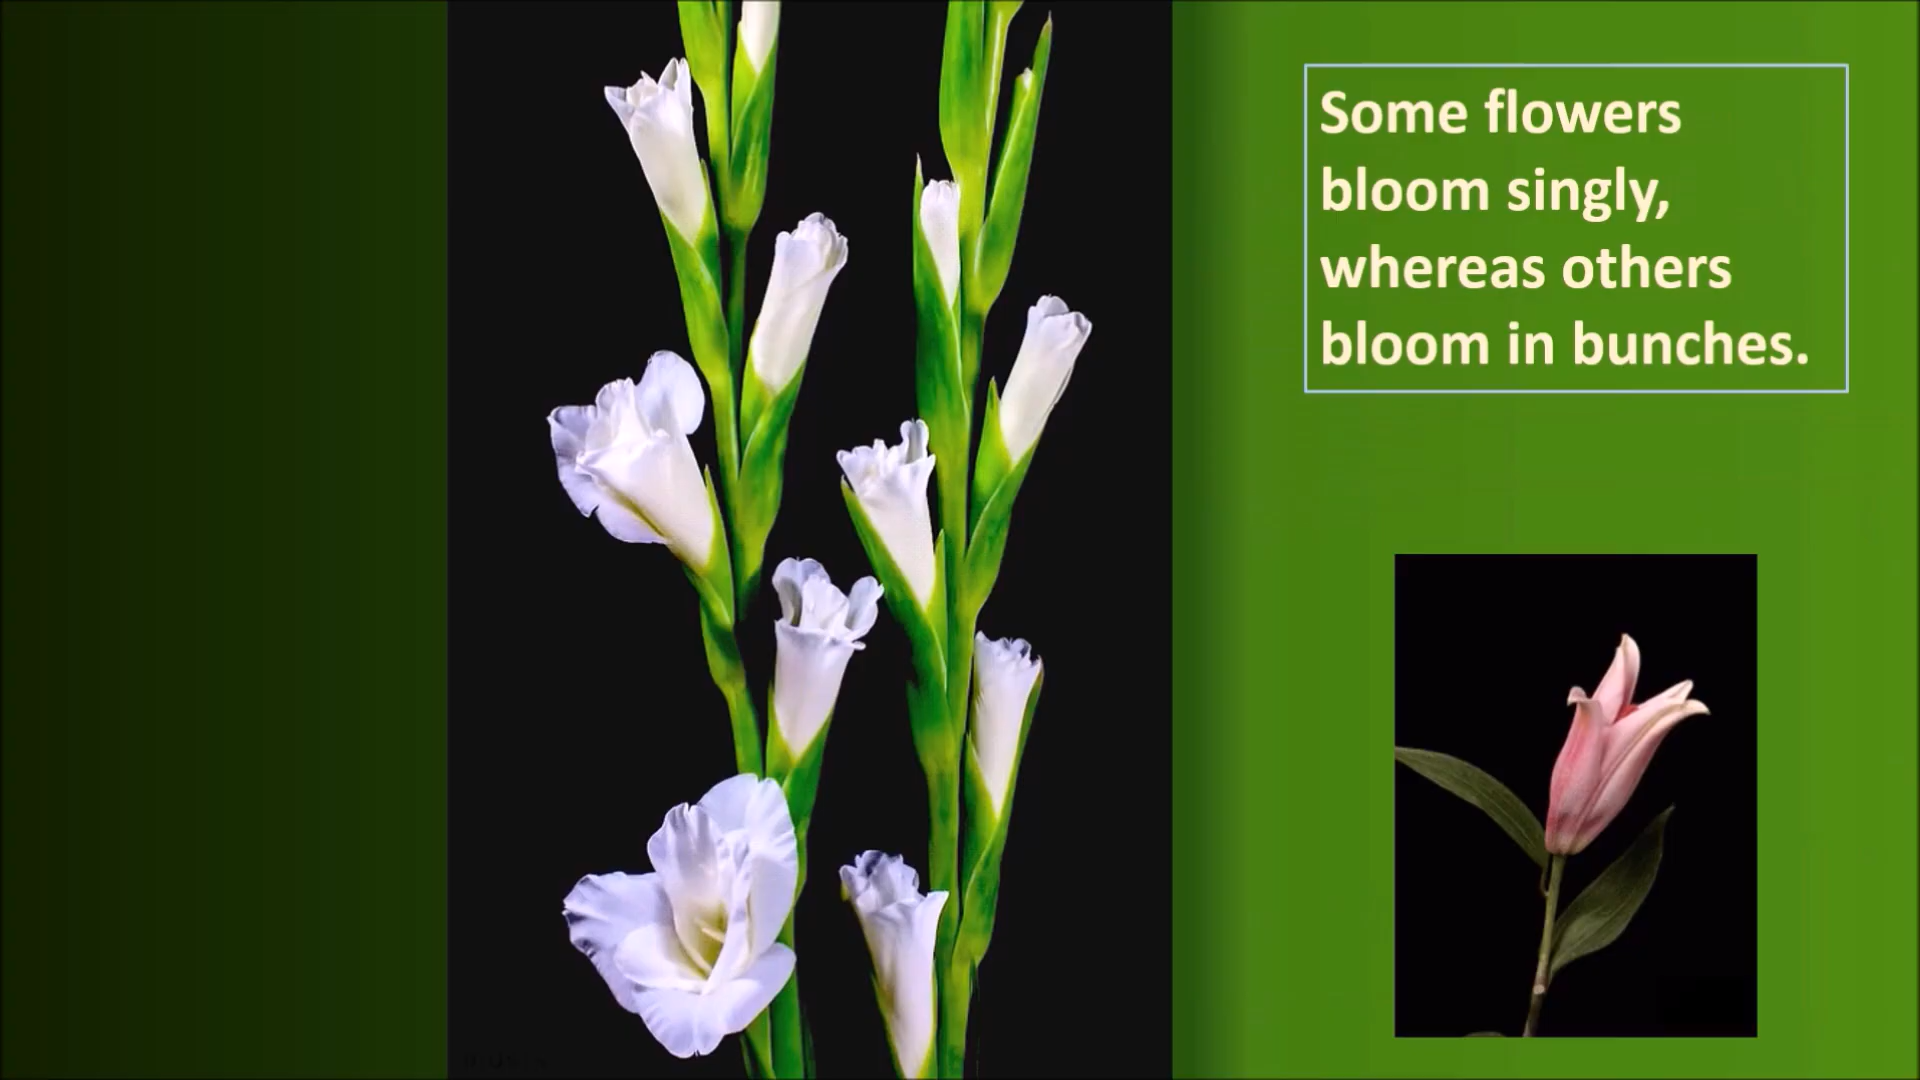 Some flowers
bloom singly,
whereas others
bloom in bunches.